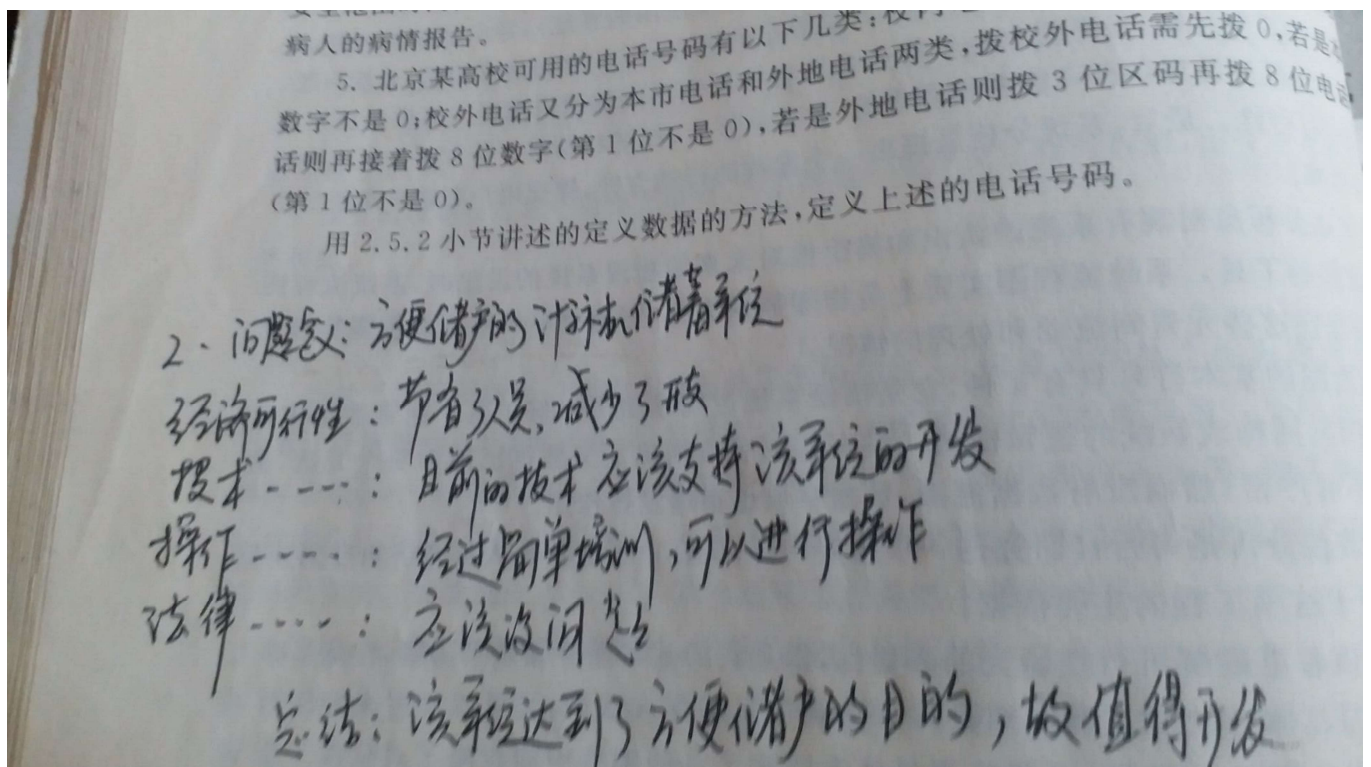 病人的病情报告。
5. 北京某高校可用的电话号码有以下几类:校内
数字不是 0;校外电话又分为本市电话和外地电话两类,拨校外电话需先拨 0,若是
话则再接着拨 8 位数字(第 1 位不是 0),若是外地电话则拨 3 位区码再拨 8 位电话
(第 1 位不是 0)。
用 2.5.2 小节讲述的定义数据的方法,定义上述的电话号码。
2. 问题定义: 方便储户的计算机储蓄系统
经济可行性: 节省人员,减少了开支
技术----: 目前的技术应该支持该系统的开发
操作----: 经过简单培训,可以进行操作
法律----: 应该没问题
总结: 该系统达到了方便储户的目的,故值得开发